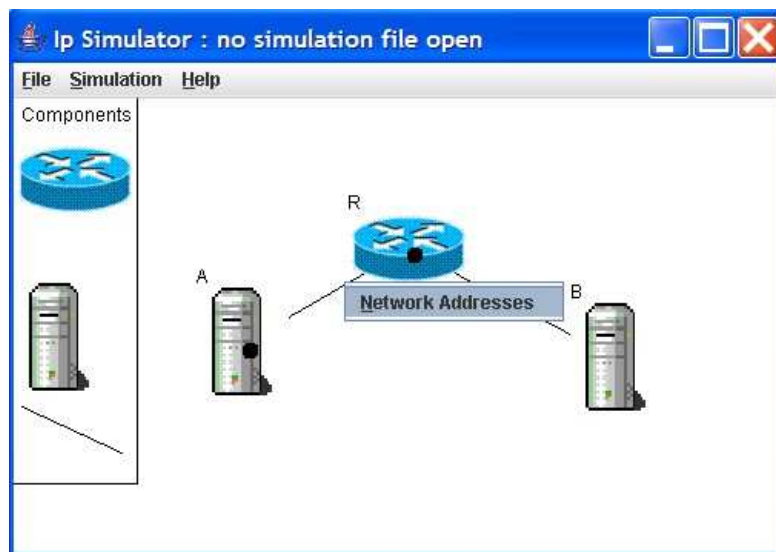 Ip Simulator : no simulation file open
File Simulation Help
Components
R
A
Network Addresses
B